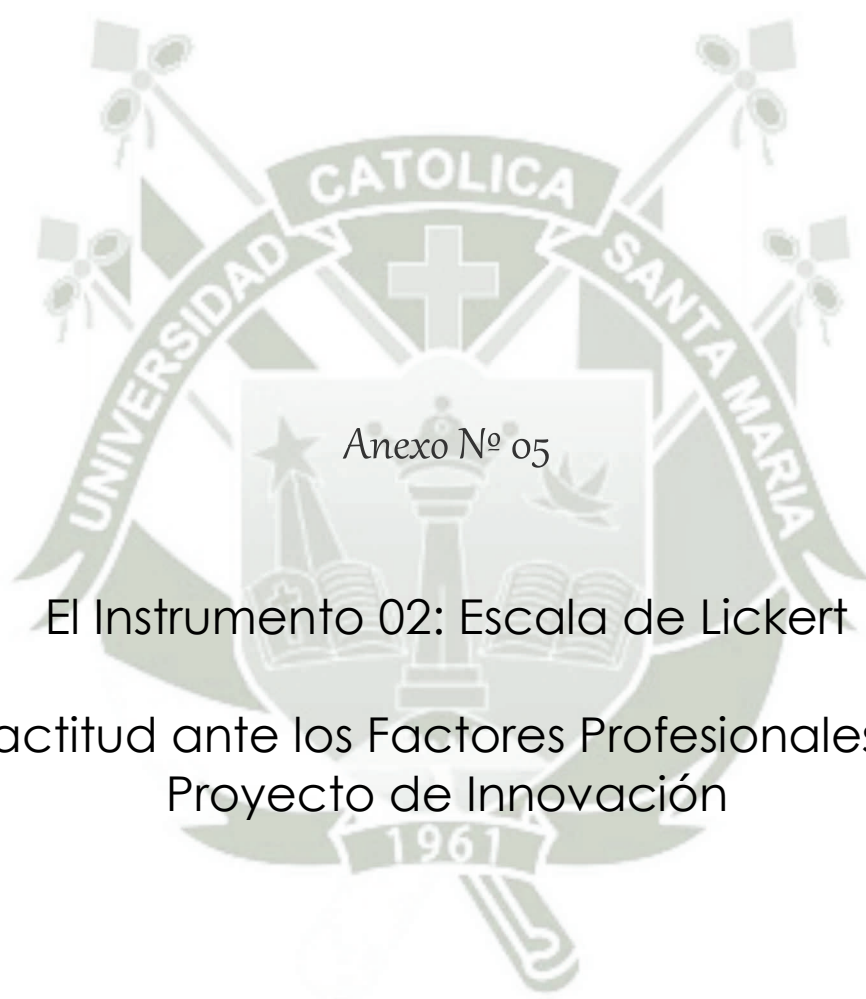 CATOLICA
UNIVERSIDAD
SANTA MARIA
Anexo Nº 05
El Instrumento 02: Escala de Lickert
actitud ante los Factores Profesionales
Proyecto de Innovación
1961